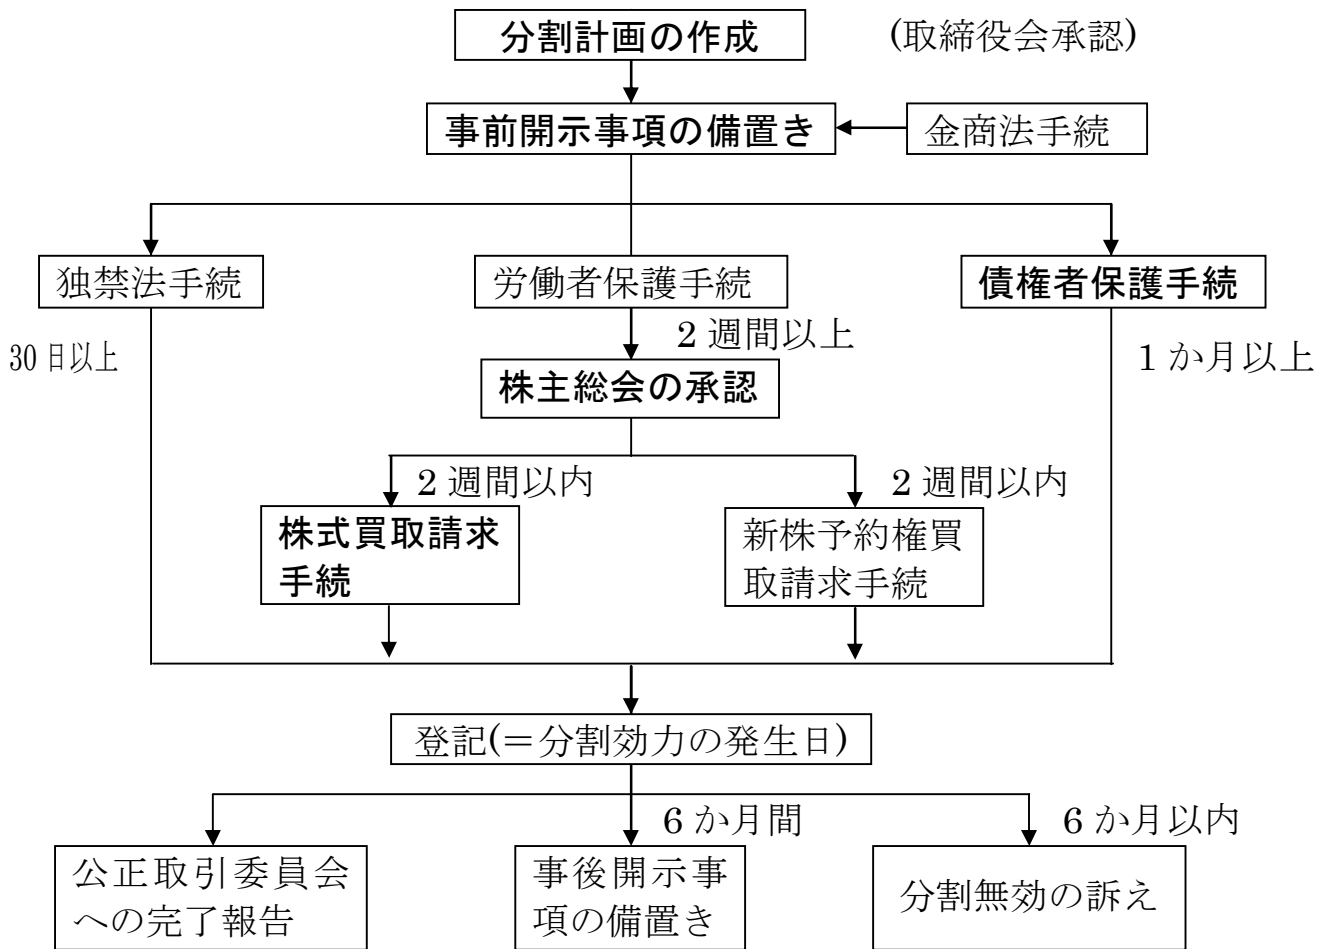 分割計画の作成
(取締役会承認)
事前開示事項の備置き
金商法手続
独禁法手続
労働者保護手続
債権者保護手続
30日以上
2 週間以上
1 か月以上
株主総会の承認
2 週間以内
2 週間以内
株式買取請求
手続
新株予約権買
取請求手続
登記(=分割効力の発生日)
6 か月間
6 か月以内
公正取引委員会
への完了報告
事後開示事
項の備置き
分割無効の訴え